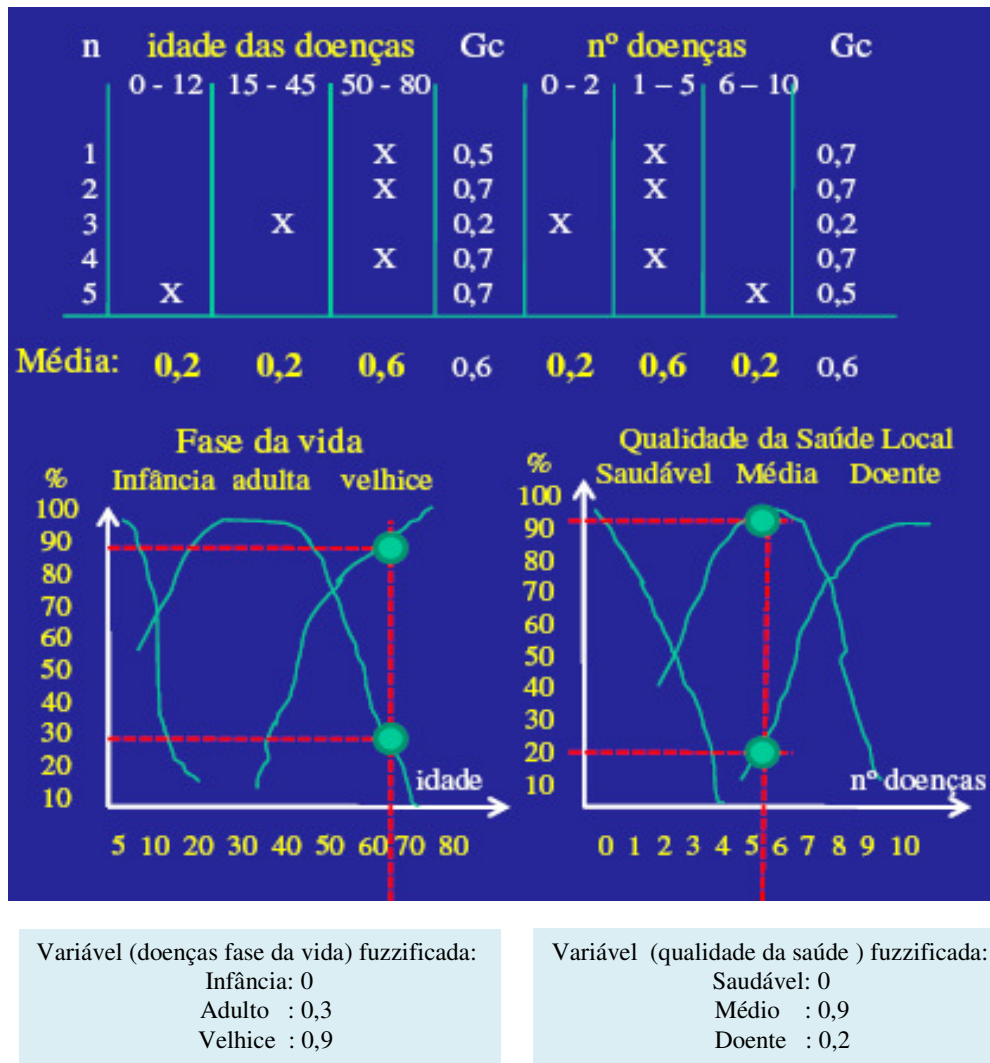 n idade das doenças Gc nº doenças Gc
0 - 12 15 - 45 50 - 80 0 - 2 1 – 5 6 – 10
1 X 0,5 X 0,7
2 X 0,7 X 0,7
3 X 0,2 X 0,2
4 X 0,7 X 0,7
5 X 0,7 X 0,5
Média: 0,2 0,2 0,6 0,6 0,2 0,6 0,2 0,6
Fase da vida
% Infância adulta velhice
100
90
80
70
60
50
40
30
20
10
idade
5 10 20 30 40 50 60 70 80
Qualidade da Saúde Local
% Saudável Média Doente
100
90
80
70
60
50
40
30
20
10
nº doenças
0 1 2 3 4 5 6 7 8 9 10
Variável (doenças fase da vida) fuzzificada:
Infância: 0
Adulto : 0,3
Velhice : 0,9
Variável (qualidade da saúde ) fuzzificada:
Saudável: 0
Médio : 0,9
Doente : 0,2